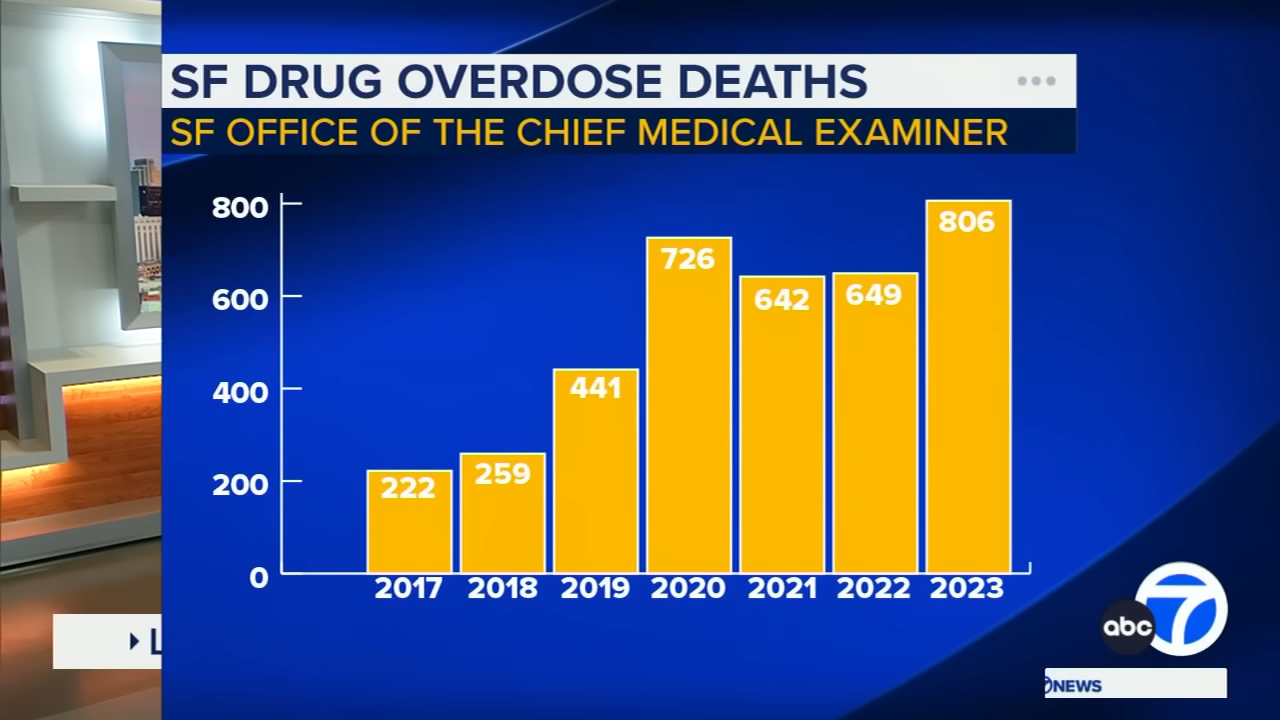 SF DRUG OVERDOSE DEATHS
SF OFFICE OF THE CHIEF MEDICAL EXAMINER
800
600
400
200
0
222
259
441
726
642
649
806
2017 2018 2019 2020 2021 2022 2023
abc 7
7NEWS
L